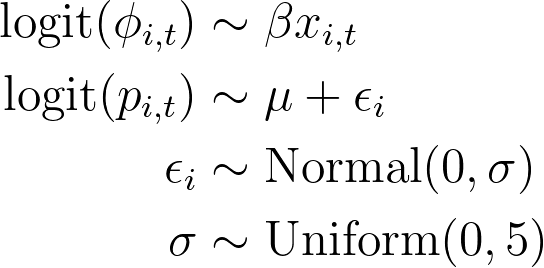 logit(ϕ_{i,t}) ∼ βx_{i,t}
logit(p_{i,t}) ∼ μ + ϵ_i
ϵ_i ∼ Normal(0, σ)
σ ∼ Uniform(0, 5)